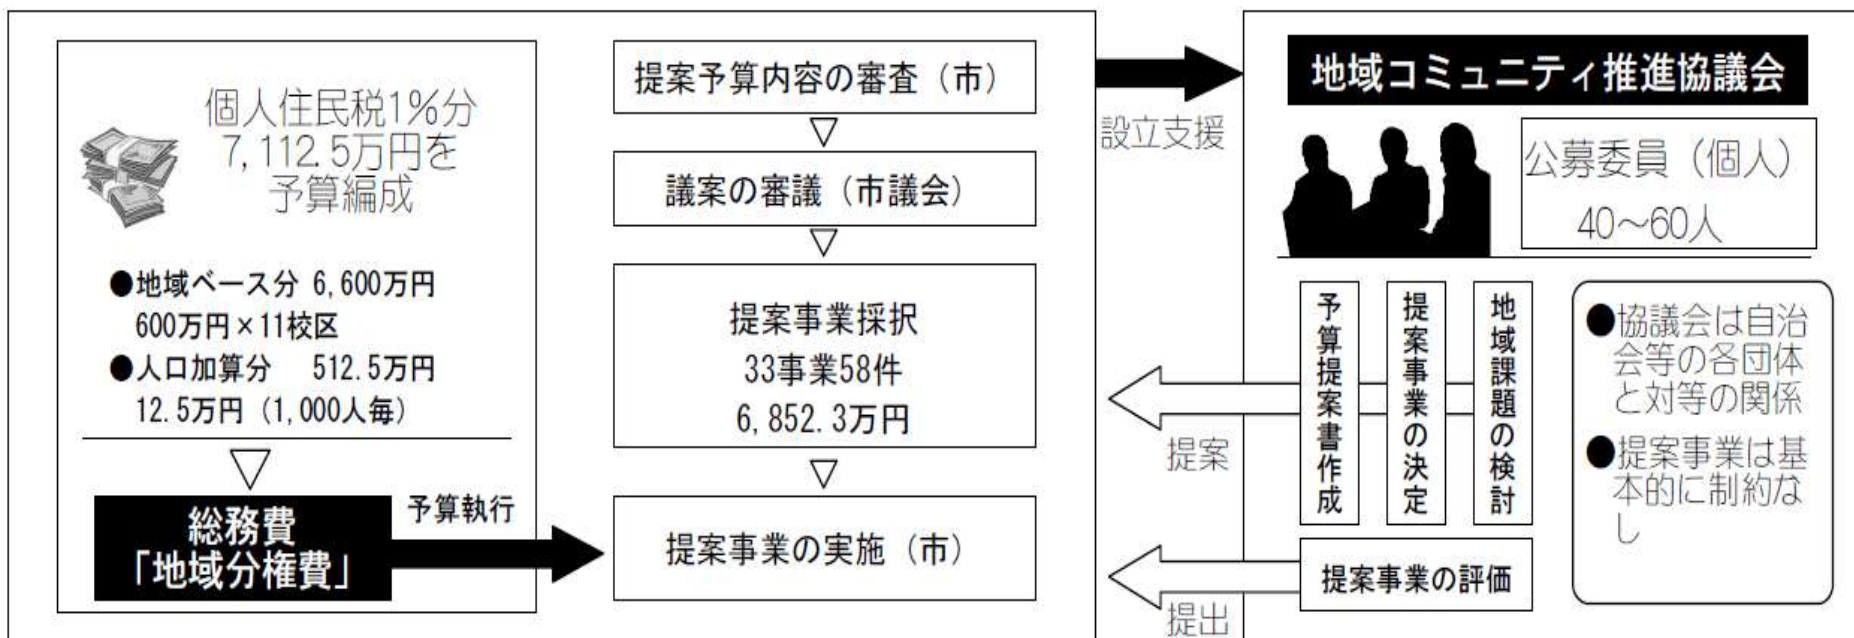 個人住民税1%分
7,112.5万円を
予算編成
●地域ベース分 6,600万円
600万円×11校区
●人口加算分 512.5万円
12.5万円（1,000人毎）
総務費
「地域分権費」
予算執行
提案予算内容の審査（市）
議案の審議（市議会）
提案事業採択
33事業58件
6,852.3万円
提案事業の実施（市）
設立支援
提案
提出
地域コミュニティ推進協議会
公募委員（個人）
40～60人
地域課題の検討
提案事業の決定
予算提案書作成
提案事業の評価
●協議会は自治
会等の各団体
と対等の関係
●提案事業は基
本的に制約な
し